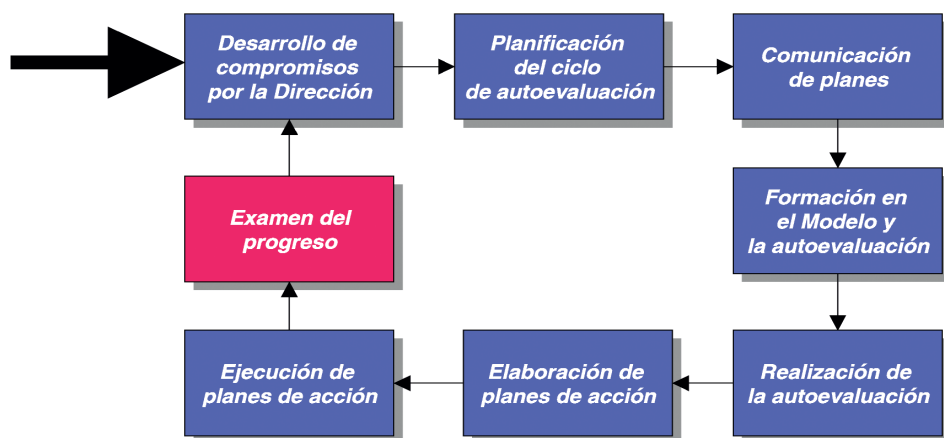 Desarrollo de
compromisos
por la Dirección
Planificación
del ciclo
de autoevaluación
Comunicación
de planes
Formación en
el Modelo y
la autoevaluación
Realización de
la autoevaluación
Elaboración de
planes de acción
Ejecución de
planes de acción
Examen del
progreso